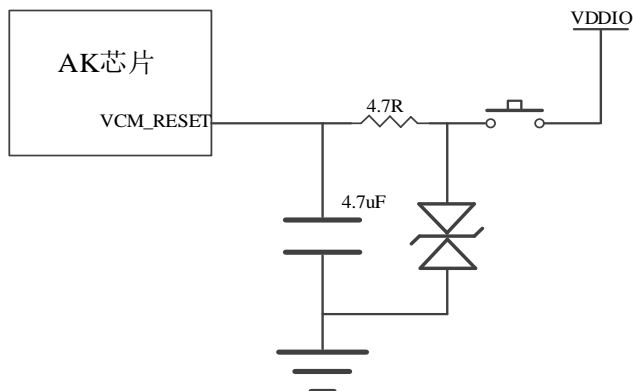 VDDIO
AK芯片
4.7R
VCM_RESET
4.7uF